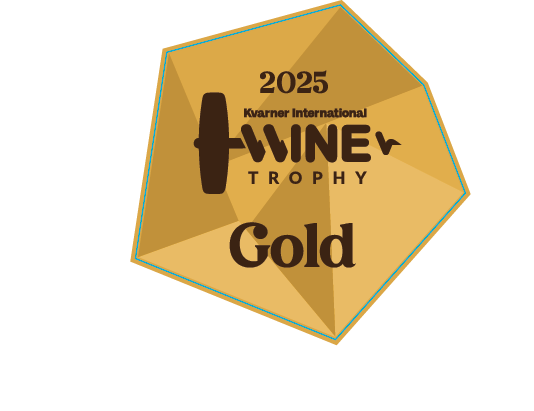 2025
Kvarner International
WINE
TROPHY
Gold